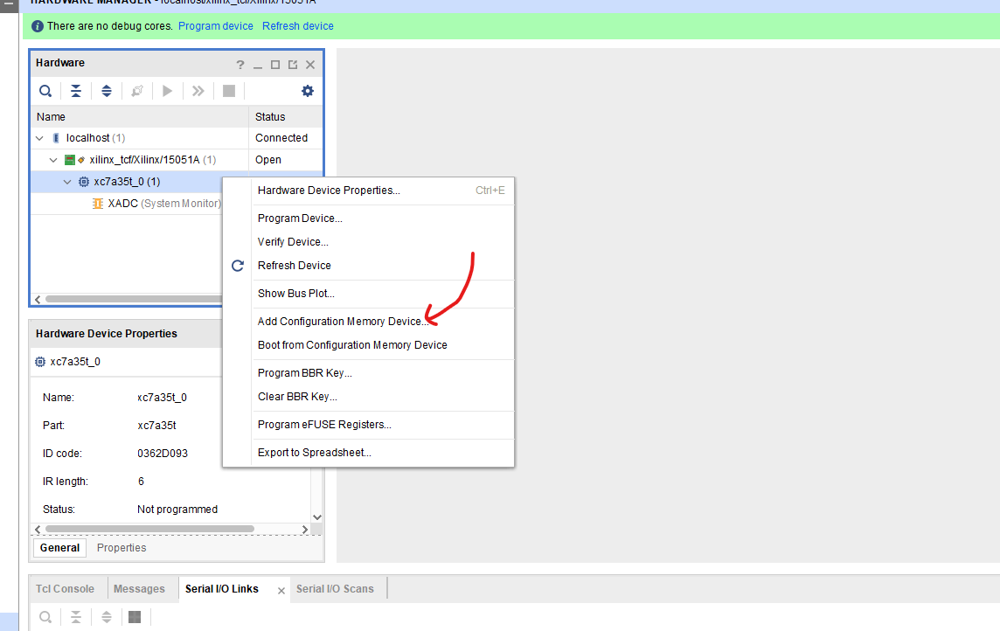 HARDWARE MANAGER - localhost/xilinx_tcf/Xilinx/15051A
There are no debug cores. Program device Refresh device
Hardware
Name Status
localhost (1) Connected
xilinx_tcf/Xilinx/15051A (1) Open
xc7a35t_0 (1)
XADC (System Monitor)
Hardware Device Properties... Ctrl+E
Program Device...
Verify Device...
Refresh Device
Show Bus Plot...
Add Configuration Memory Device...
Boot from Configuration Memory Device
Program BBR Key...
Clear BBR Key...
Program eFUSE Registers...
Export to Spreadsheet...
Hardware Device Properties
xc7a35t_0
Name: xc7a35t_0
Part: xc7a35t
ID code: 0362D093
IR length: 6
Status: Not programmed
General Properties
Tcl Console Messages Serial I/O Links Serial I/O Scans